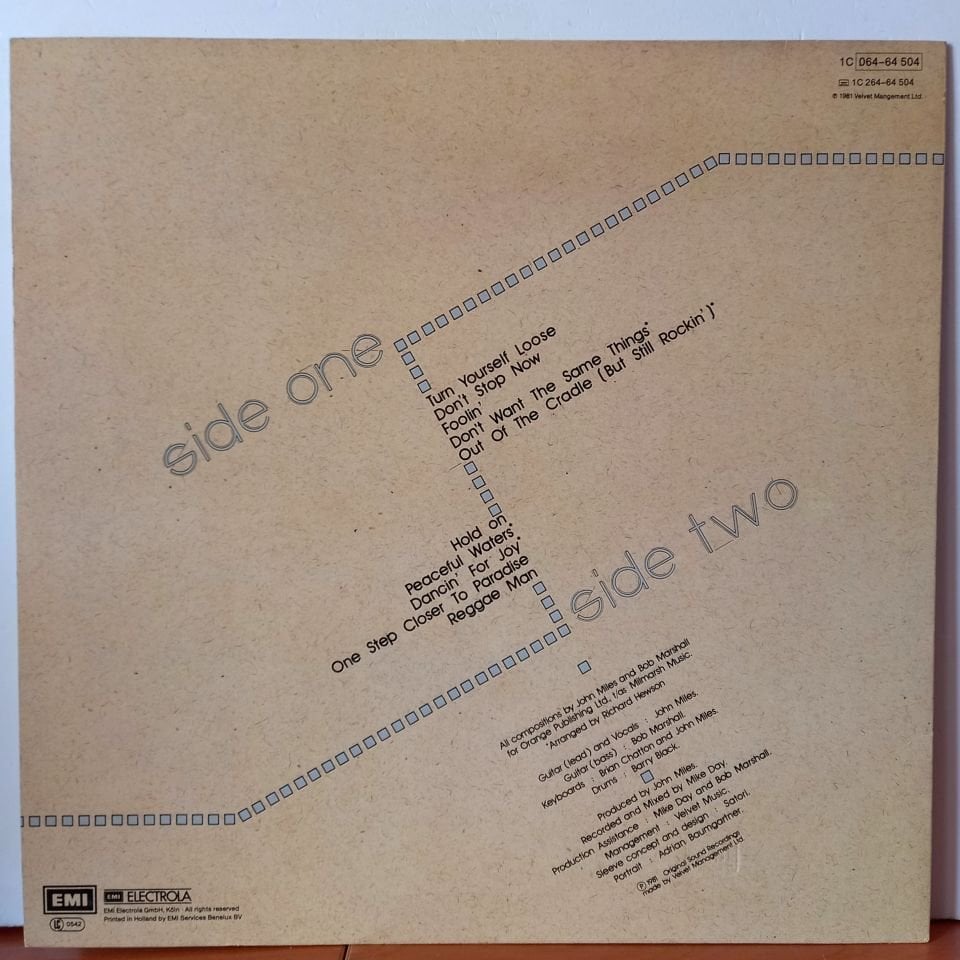 1C 064-64 504
1C 264-64 504
℗ 1981 Velvet Mangement Ltd.
side one
Turn Yourself Loose
Don't Stop Now
Foolin'
Don't Want The Same Things*
Out Of The Cradle (But Still Rockin')*
side two
Hold on
Peaceful Waters*
Dancin' For Joy*
One Step Closer To Paradise
Reggae Man
All compositions by John Miles and Bob Marshall
for Orange Publishing Ltd., t/as Milmarsh Music.
*Arranged by Richard Hewson
Guitar (lead) and Vocals : John Miles.
Guitar (bass) : Bob Marshall.
Keyboards : Brian Chatton and John Miles.
Drums : Barry Black.
Produced by John Miles.
Recorded and Mixed by Mike Day.
Production Assistance : Mike Day and Bob Marshall.
Management : Velvet Music.
Sleeve concept and design : Satori.
Portrait : Adrian Baumgartner.
℗ 1981 Original Sound Recordings
made by Velvet Management Ltd
EMI
EMI ELECTROLA
EMI Electrola GmbH, Köln · All rights reserved
Printed in Holland by EMI Services Benelux BV
LC 0542